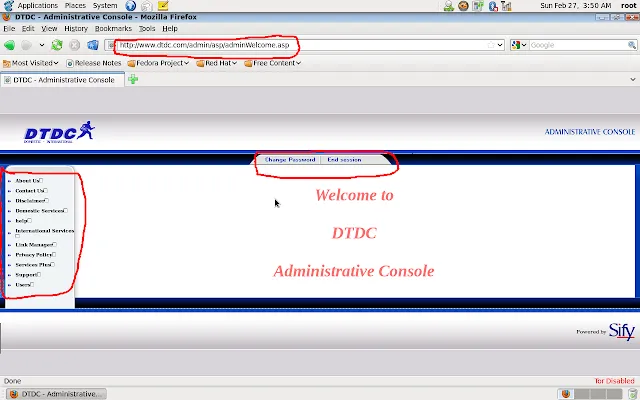 Applications Places System
Sun Feb 27, 3:50 AM root
DTDC - Administrative Console - Mozilla Firefox
File Edit View History Bookmarks Tools Help
http://www.dtdc.com/admin/asp/adminWelcome.asp
Google
Most Visited Release Notes Fedora Project Red Hat Free Content
DTDC - Administrative Console
DTDC
DOMESTIC · INTERNATIONAL
ADMINISTRATIVE CONSOLE
Change Password | End session
About Us
Contact Us
Disclaimer
Domestic Services
help
International Services
Link Manager
Privacy Policy
Services Plus
Support
Users
Welcome to
DTDC
Administrative Console
Powered by Sify
Done
Tor Disabled
DTDC - Administrative...